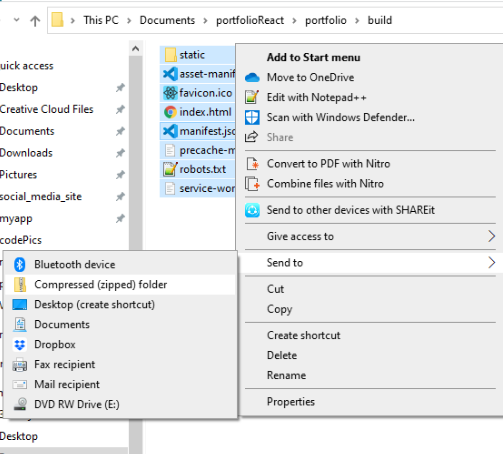 This PC > Documents > portfolioReact > portfolio > build
uick access
Desktop
Creative Cloud Files
Documents
Downloads
Pictures
social_media_site
myapp
codePics
Desktop
static
asset-manif
favicon.ico
index.html
manifest.jsc
precache-m
robots.txt
service-wor
Add to Start menu
Move to OneDrive
Edit with Notepad++
Scan with Windows Defender...
Share
Convert to PDF with Nitro
Combine files with Nitro
Send to other devices with SHAREit
Give access to
Send to
Cut
Copy
Create shortcut
Delete
Rename
Properties
Bluetooth device
Compressed (zipped) folder
Desktop (create shortcut)
Documents
Dropbox
Fax recipient
Mail recipient
DVD RW Drive (E:)